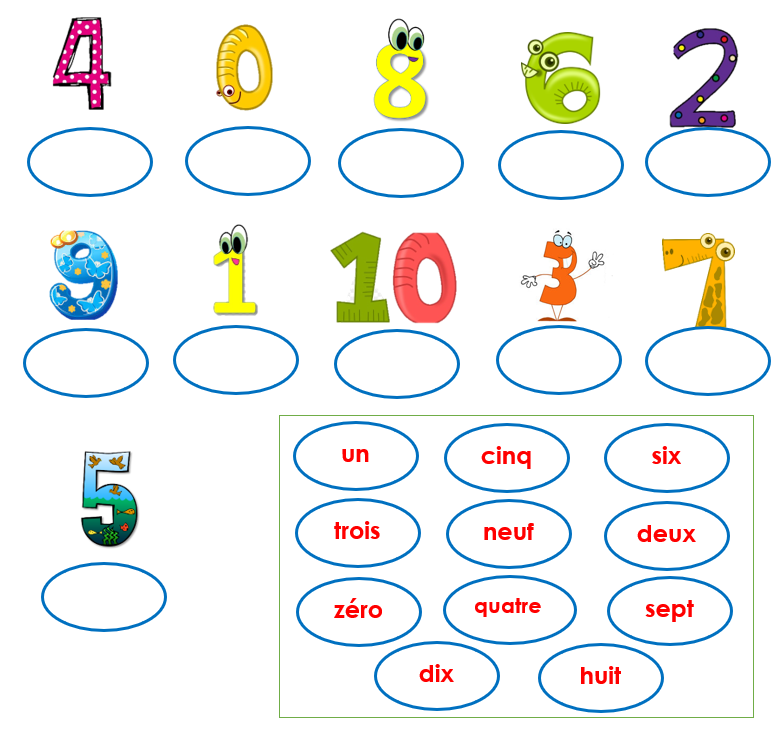 4 0 8 6 2
9 1 10 3 7
5
un cinq six
trois neuf deux
zéro quatre sept
dix huit